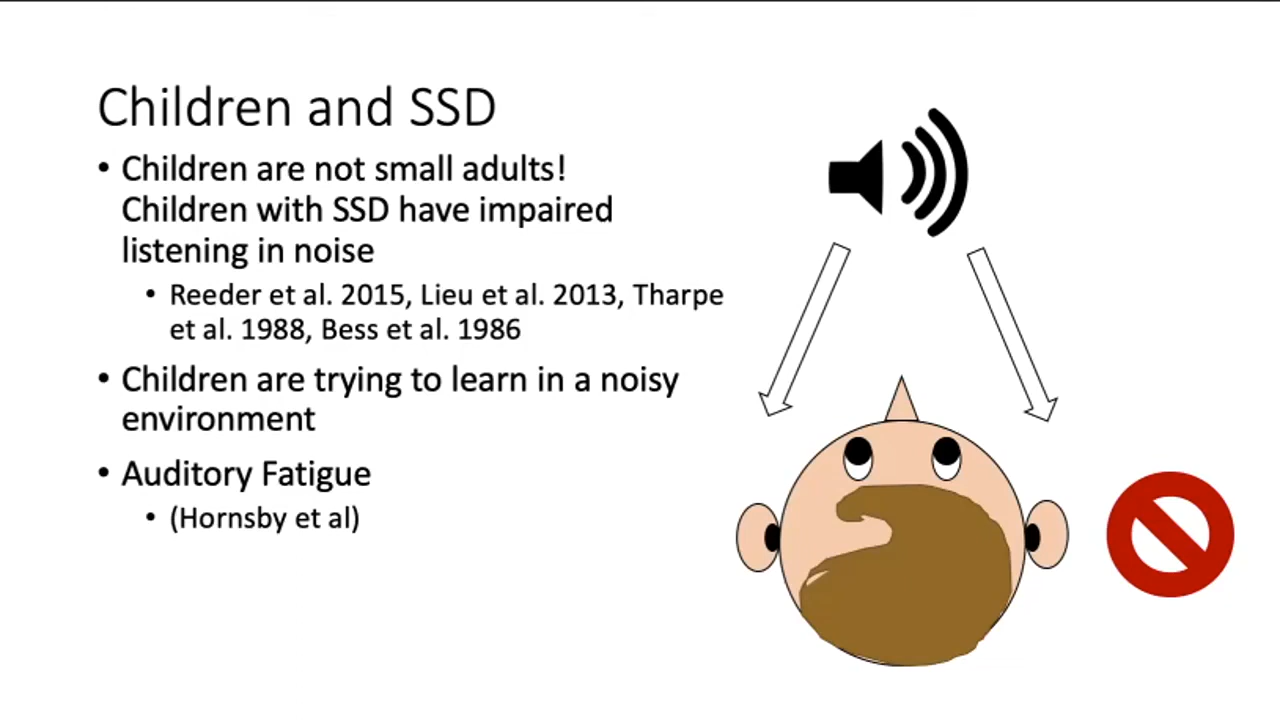 Children and SSD
• Children are not small adults!
Children with SSD have impaired
listening in noise
• Reeder et al. 2015, Lieu et al. 2013, Tharpe
et al. 1988, Bess et al. 1986
• Children are trying to learn in a noisy
environment
• Auditory Fatigue
• (Hornsby et al)